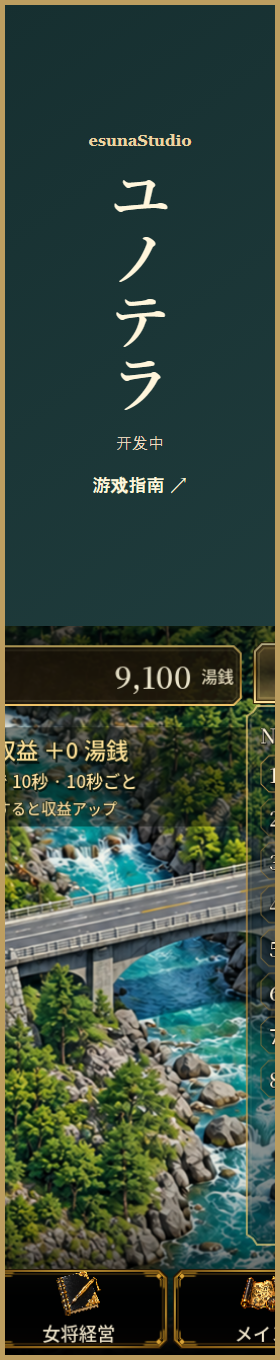 esunaStudio
ユノテラ
开发中
游戏指南 ↗
9,100 湯銭
収益 +0 湯銭
10秒・10秒ごと
すると収益アップ
N
1
2
3
4
5
6
7
8
女将経営
メイ